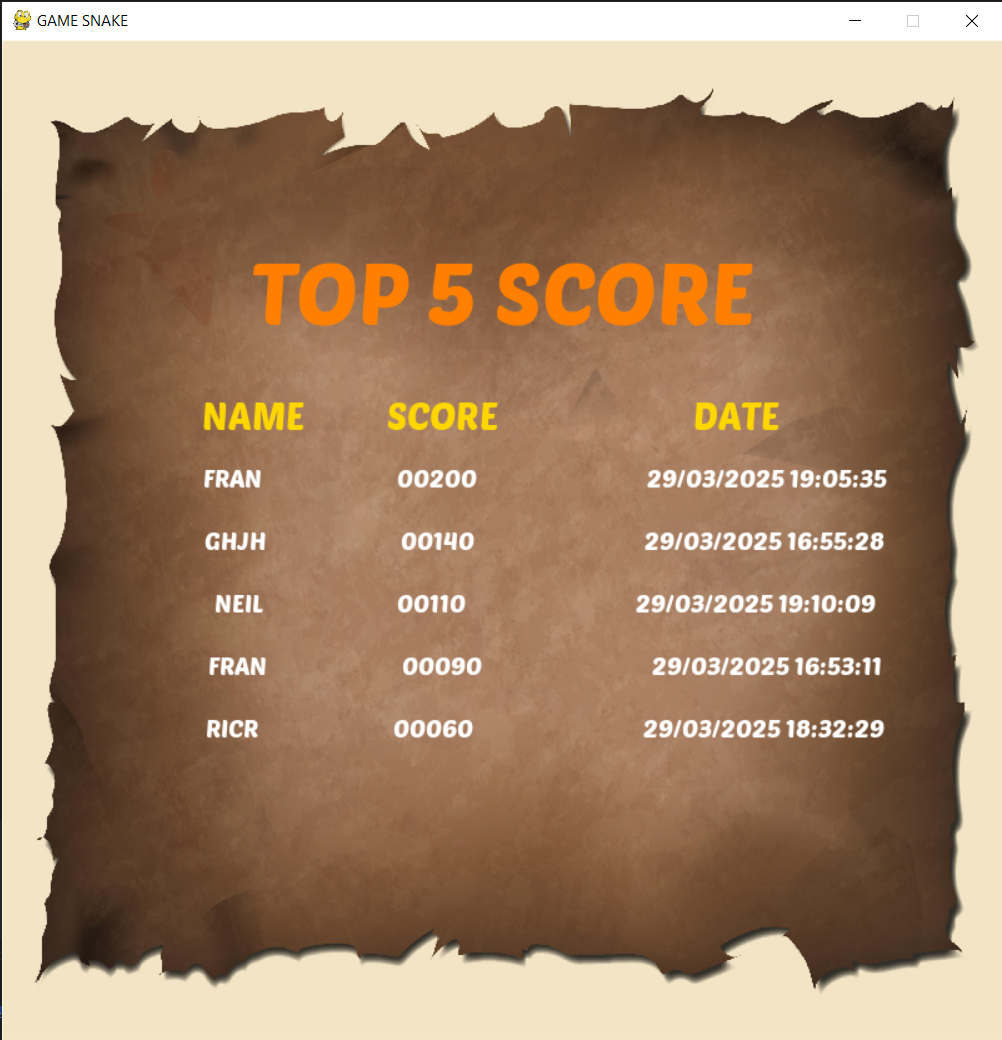 GAME SNAKE
TOP 5 SCORE
NAME SCORE DATE
FRAN 00200 29/03/2025 19:05:35
GHJH 00140 29/03/2025 16:55:28
NEIL 00110 29/03/2025 19:10:09
FRAN 00090 29/03/2025 16:53:11
RICR 00060 29/03/2025 18:32:29